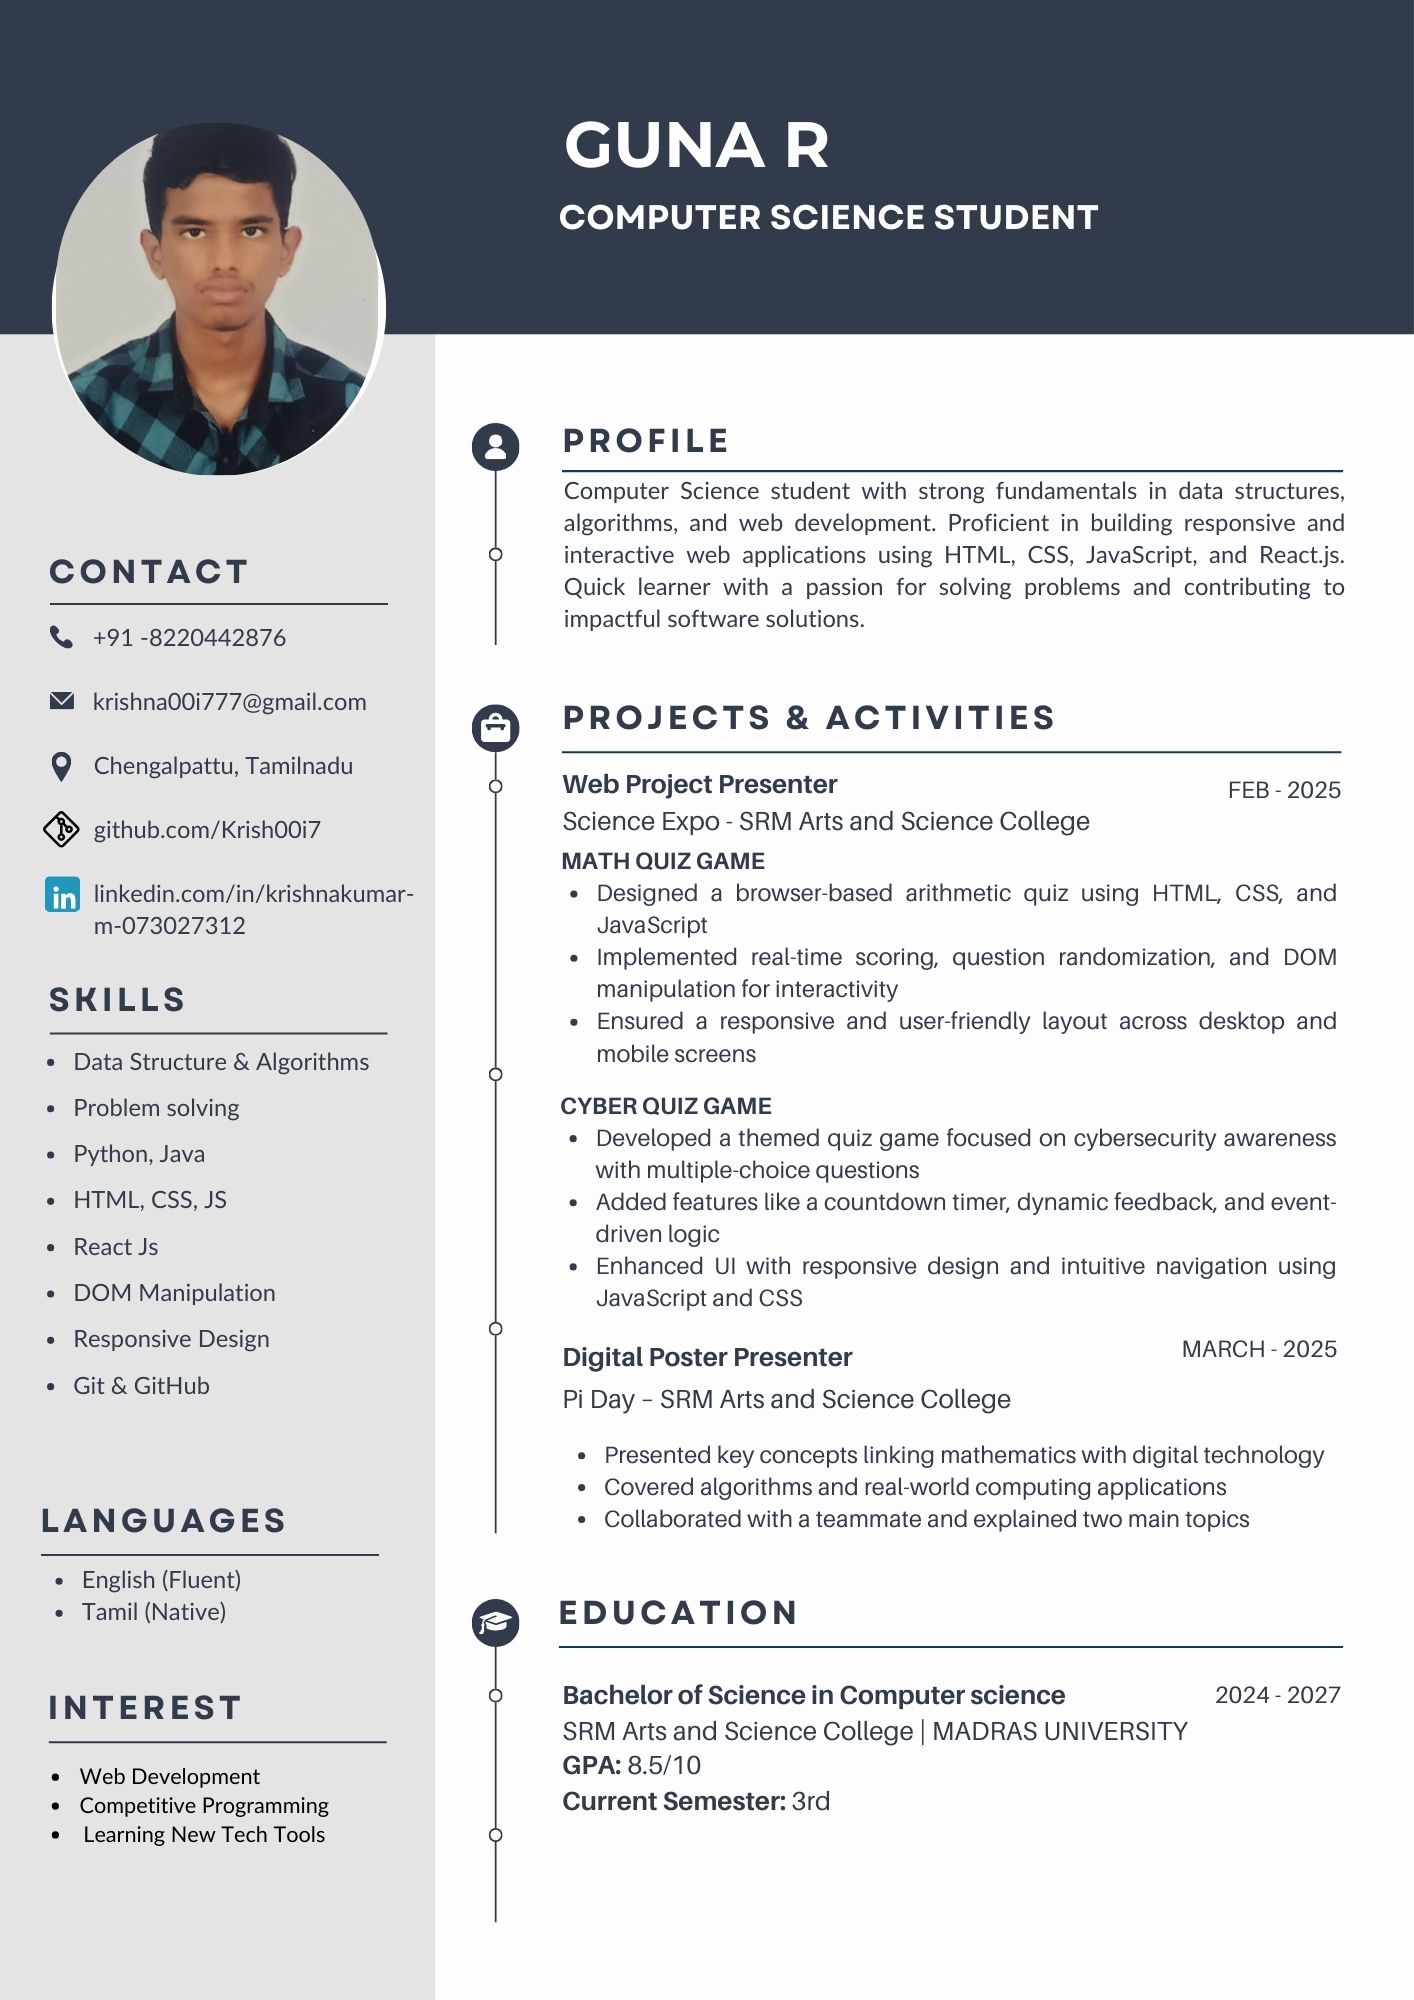 GUNA R
COMPUTER SCIENCE STUDENT
CONTACT
+91 -8220442876
krishna00i777@gmail.com
Chengalpattu, Tamilnadu
github.com/Krish00i7
in
linkedin.com/in/krishnakumar-
m-073027312
SKILLS
• Data Structure & Algorithms
• Problem solving
• Python, Java
• HTML, CSS, JS
• React Js
• DOM Manipulation
• Responsive Design
• Git & GitHub
LANGUAGES
• English (Fluent)
• Tamil (Native)
INTEREST
• Web Development
• Competitive Programming
• Learning New Tech Tools
PROFILE
Computer Science student with strong fundamentals in data structures,
algorithms, and web development. Proficient in building responsive and
interactive web applications using HTML, CSS, JavaScript, and React.js.
Quick learner with a passion for solving problems and contributing to
impactful software solutions.
PROJECTS & ACTIVITIES
Web Project Presenter FEB - 2025
Science Expo - SRM Arts and Science College
MATH QUIZ GAME
• Designed a browser-based arithmetic quiz using HTML, CSS, and
JavaScript
• Implemented real-time scoring, question randomization, and DOM
manipulation for interactivity
• Ensured a responsive and user-friendly layout across desktop and
mobile screens
CYBER QUIZ GAME
• Developed a themed quiz game focused on cybersecurity awareness
with multiple-choice questions
• Added features like a countdown timer, dynamic feedback, and event-
driven logic
• Enhanced UI with responsive design and intuitive navigation using
JavaScript and CSS
Digital Poster Presenter MARCH - 2025
Pi Day – SRM Arts and Science College
• Presented key concepts linking mathematics with digital technology
• Covered algorithms and real-world computing applications
• Collaborated with a teammate and explained two main topics
EDUCATION
Bachelor of Science in Computer science 2024 - 2027
SRM Arts and Science College | MADRAS UNIVERSITY
GPA: 8.5/10
Current Semester: 3rd